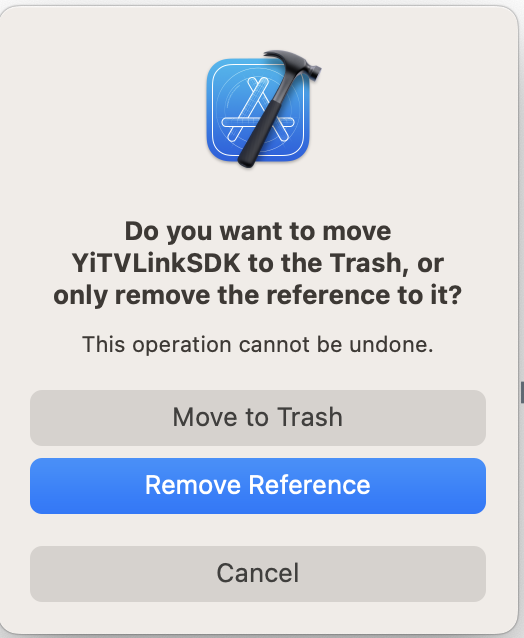 Do you want to move
YiTVLinkSDK to the Trash, or
only remove the reference to it?
This operation cannot be undone.
Move to Trash
Remove Reference
Cancel